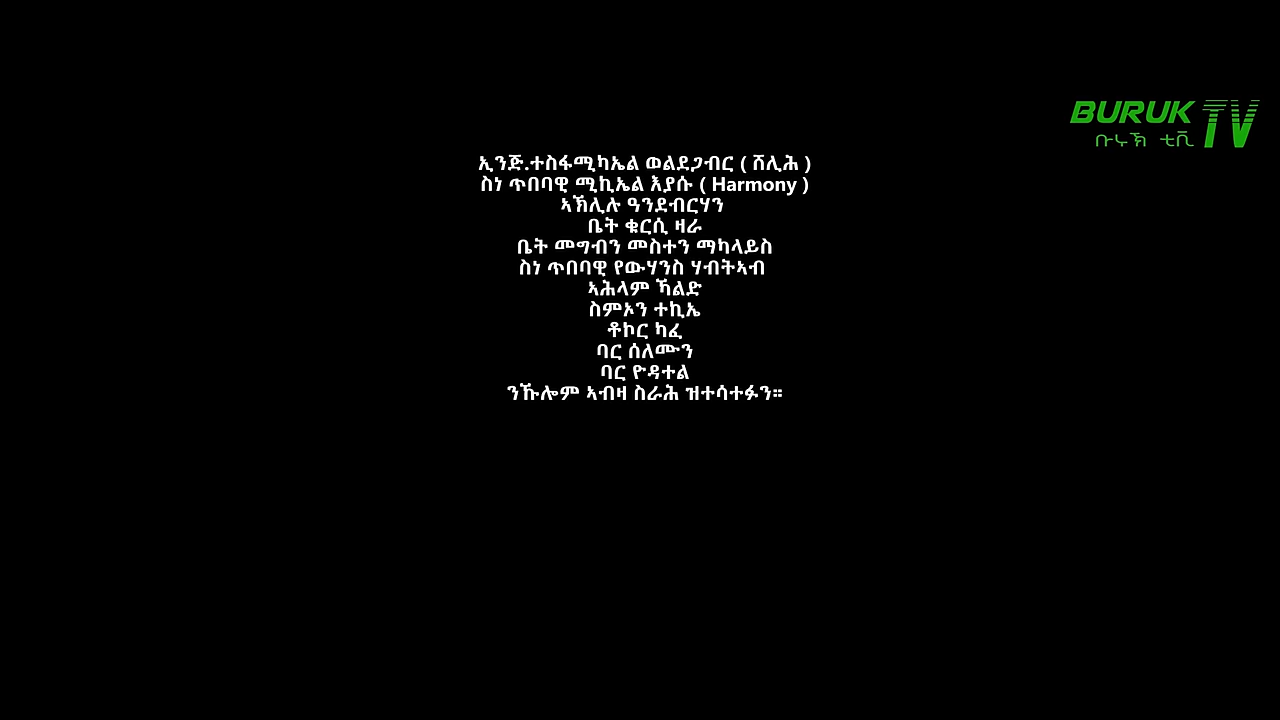 BURUK TV
ቡሩኽ ቲቪ
ኢንጅ.ተስፋሚካኤል ወልደጋብር ( ሸሊሕ )
ስነ ጥበባዊ ሚኪኤል እያሱ ( Harmony )
ኣኽሊሉ ዓንደብርሃን
ቤት ቁርሲ ዛራ
ቤት መግብን መስተን ማካላይስ
ስነ ጥበባዊ የውሃንስ ሃብትኣብ
ኣሕላም ኻልድ
ስምኦን ተኪኤ
ቶኮር ካፈ
ባር ሰለሙን
ባር ዮዳተል
ንኹሎም ኣብዛ ስራሕ ዝተሳተፉን።